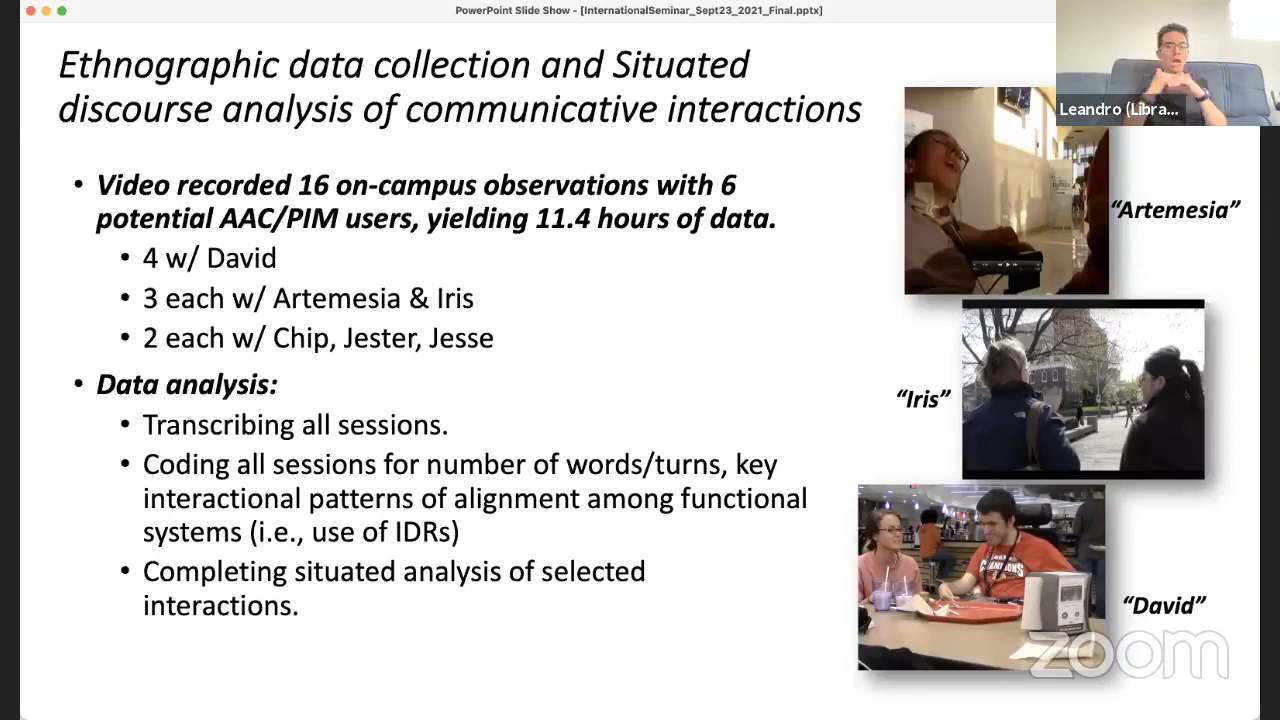 PowerPoint Slide Show - [InternationalSeminar_Sept23_2021_Final.pptx]
Ethnographic data collection and Situated
discourse analysis of communicative interactions
Leandro (Libra...
• Video recorded 16 on-campus observations with 6
potential AAC/PIM users, yielding 11.4 hours of data.
• 4 w/ David
• 3 each w/ Artemesia & Iris
• 2 each w/ Chip, Jester, Jesse
• Data analysis:
• Transcribing all sessions.
• Coding all sessions for number of words/turns, key
interactional patterns of alignment among functional
systems (i.e., use of IDRs)
• Completing situated analysis of selected
interactions.
“Artemesia”
“Iris”
“David”
CHAMPIONS
zoom